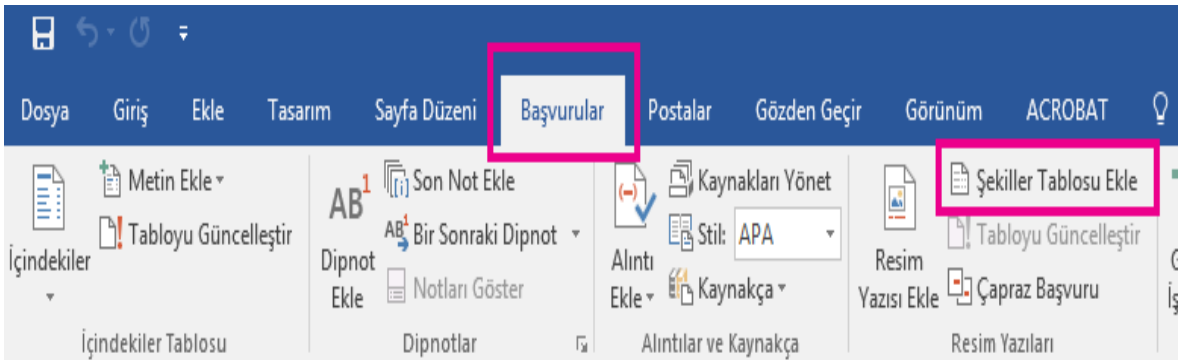 Dosya Giriş Ekle Tasarım Sayfa Düzeni Başvurular Postalar Gözden Geçir Görünüm ACROBAT
İçindekiler
Metin Ekle
Tabloyu Güncelleştir
İçindekiler Tablosu
AB1
Dipnot
Ekle
[i] Son Not Ekle
AB1 Bir Sonraki Dipnot
Notları Göster
Dipnotlar
(-)
Alıntı
Ekle
Kaynakları Yönet
Stil: APA
Kaynakça
Alıntılar ve Kaynakça
Resim
Yazısı Ekle
Şekiller Tablosu Ekle
Tabloyu Güncelleştir
Çapraz Başvuru
Resim Yazıları